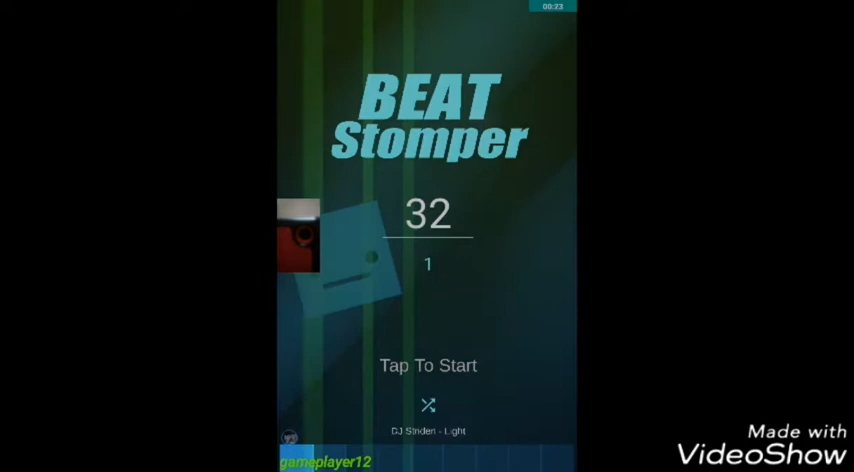 00:23
BEAT
Stomper
32
1
Tap To Start
DJ Striden - Light
gameplayer12
Made with
VideoShow